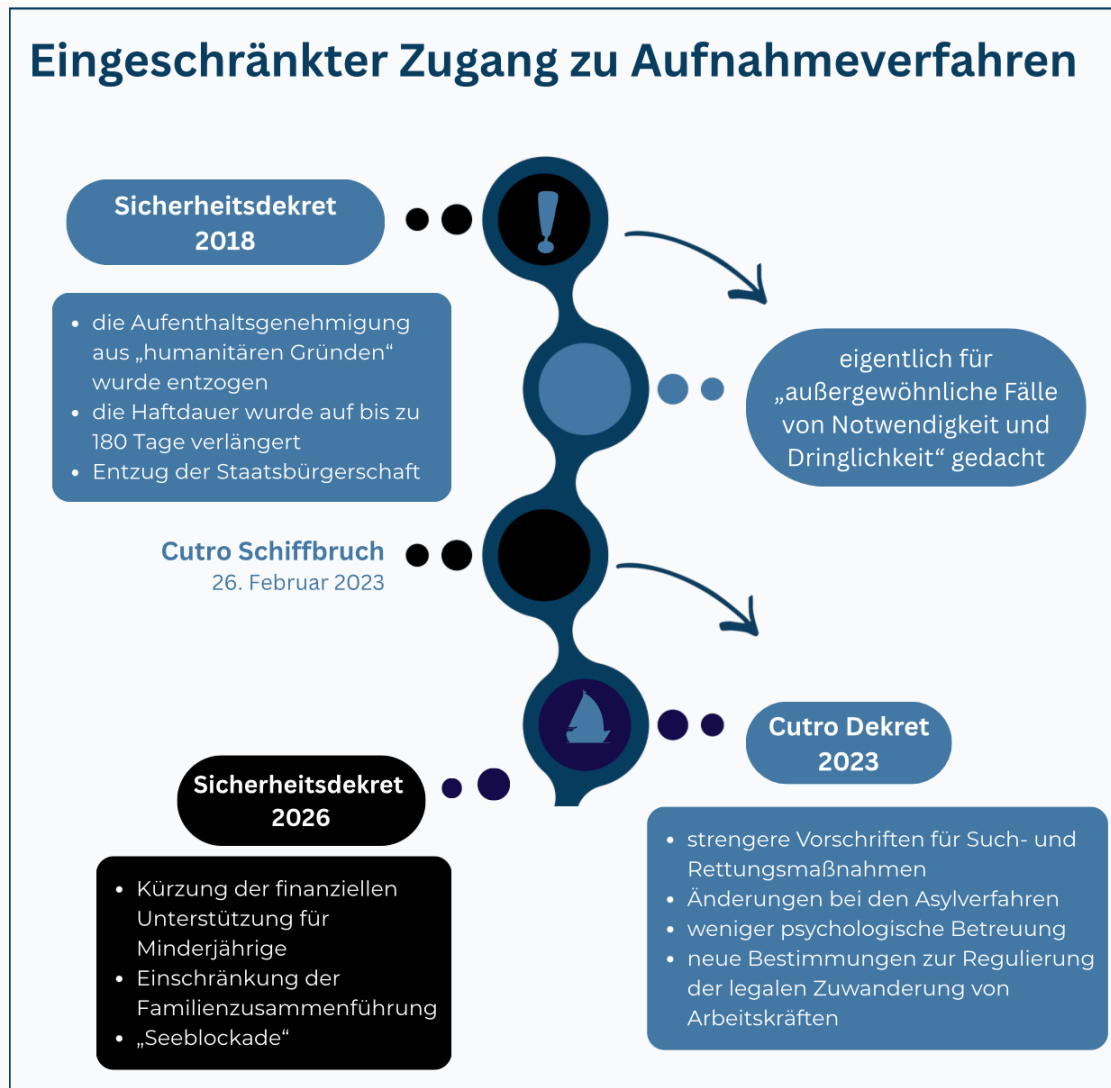 Eingeschränkter Zugang zu Aufnahmeverfahren
Sicherheitsdekret
2018
• die Aufenthaltsgenehmigung
aus „humanitären Gründen“
wurde entzogen
• die Haftdauer wurde auf bis zu
180 Tage verlängert
• Entzug der Staatsbürgerschaft
eigentlich für
„außergewöhnliche Fälle
von Notwendigkeit und
Dringlichkeit“ gedacht
Cutro Schiffbruch
26. Februar 2023
Cutro Dekret
2023
• strengere Vorschriften für Such- und
Rettungsmaßnahmen
• Änderungen bei den Asylverfahren
• weniger psychologische Betreuung
• neue Bestimmungen zur Regulierung
der legalen Zuwanderung von
Arbeitskräften
Sicherheitsdekret
2026
• Kürzung der finanziellen
Unterstützung für
Minderjährige
• Einschränkung der
Familienzusammenführung
• „Seeblockade“